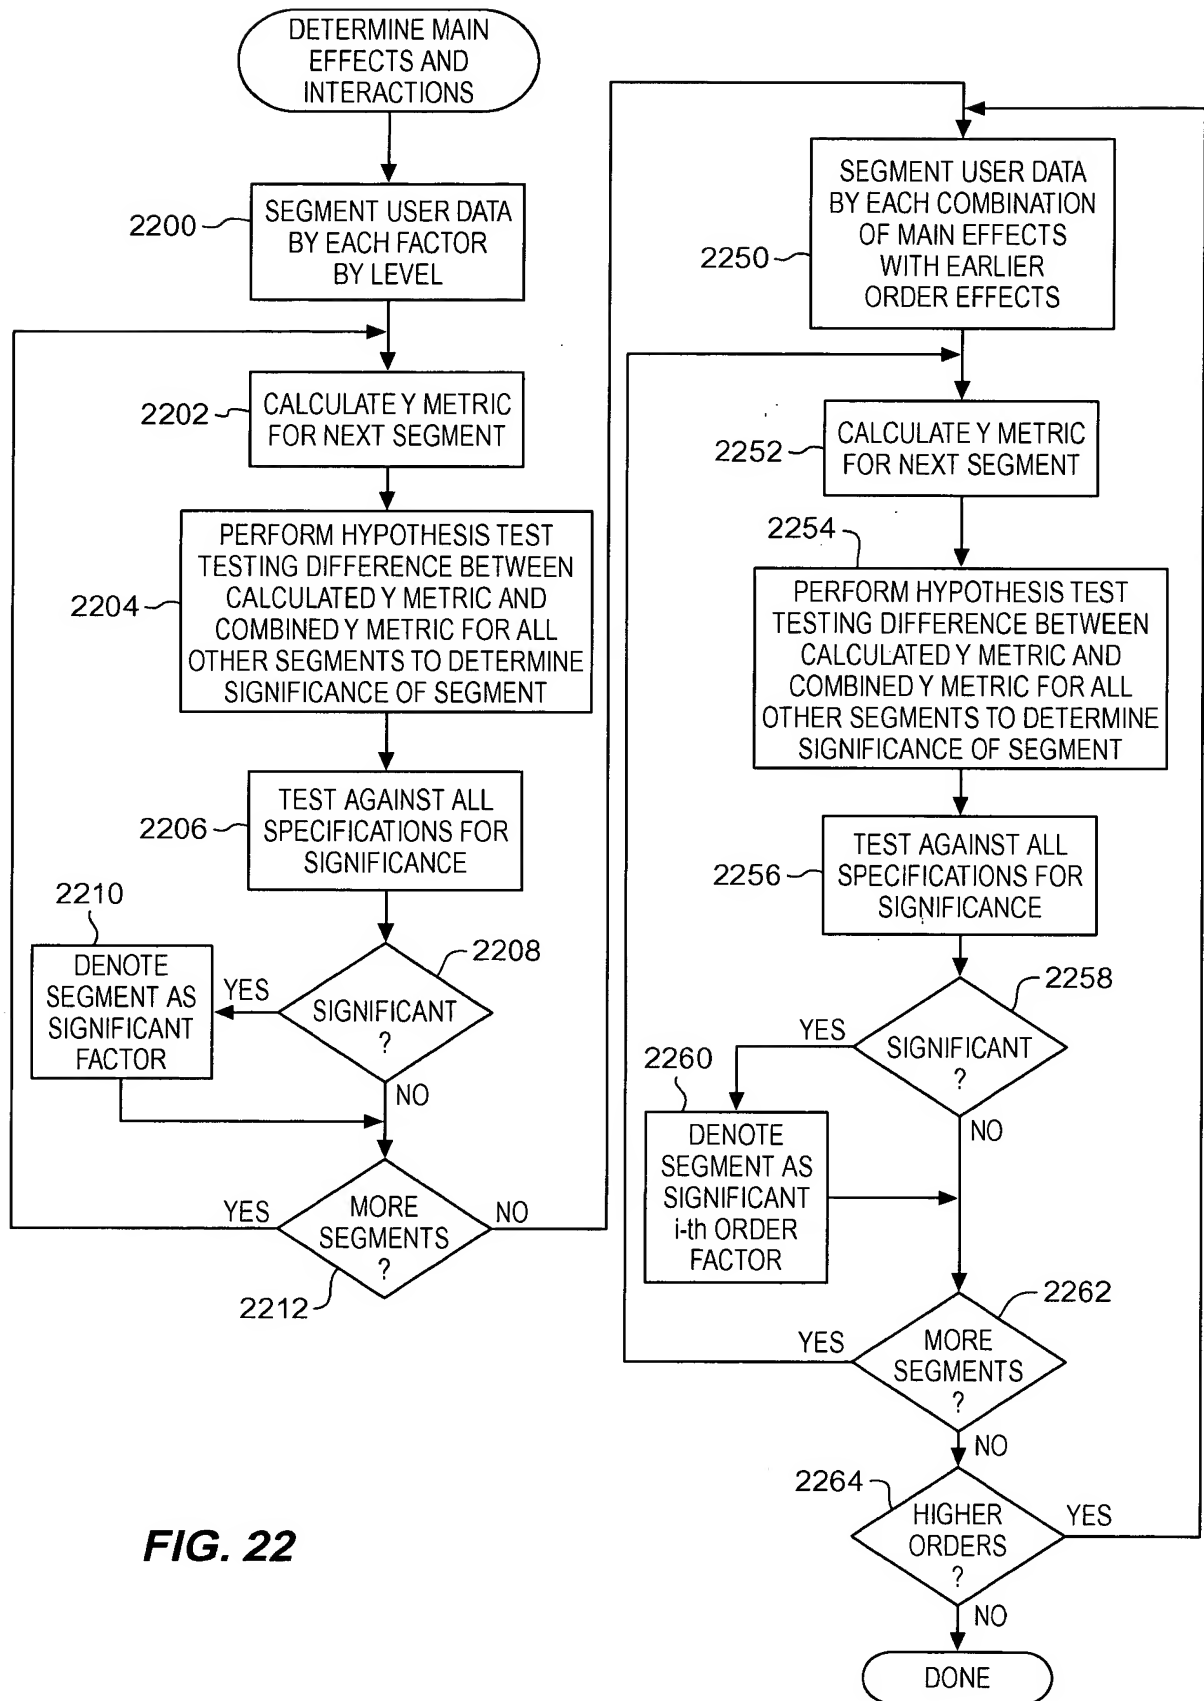 DETERMINE MAIN
EFFECTS AND
INTERACTIONS
2200
SEGMENT USER DATA
BY EACH FACTOR
BY LEVEL
2202
CALCULATE Y METRIC
FOR NEXT SEGMENT
2204
PERFORM HYPOTHESIS TEST
TESTING DIFFERENCE BETWEEN
CALCULATED Y METRIC AND
COMBINED Y METRIC FOR ALL
OTHER SEGMENTS TO DETERMINE
SIGNIFICANCE OF SEGMENT
2206
TEST AGAINST ALL
SPECIFICATIONS FOR
SIGNIFICANCE
2208
SIGNIFICANT
?
YES
NO
2210
DENOTE
SEGMENT AS
SIGNIFICANT
FACTOR
YES
MORE
SEGMENTS
?
NO
2212
2250
SEGMENT USER DATA
BY EACH COMBINATION
OF MAIN EFFECTS
WITH EARLIER
ORDER EFFECTS
2252
CALCULATE Y METRIC
FOR NEXT SEGMENT
2254
PERFORM HYPOTHESIS TEST
TESTING DIFFERENCE BETWEEN
CALCULATED Y METRIC AND
COMBINED Y METRIC FOR ALL
OTHER SEGMENTS TO DETERMINE
SIGNIFICANCE OF SEGMENT
2256
TEST AGAINST ALL
SPECIFICATIONS FOR
SIGNIFICANCE
2258
YES
SIGNIFICANT
?
NO
2260
DENOTE
SEGMENT AS
SIGNIFICANT
i-th ORDER
FACTOR
2262
YES
MORE
SEGMENTS
?
NO
2264
HIGHER
ORDERS
?
YES
NO
DONE
FIG. 22